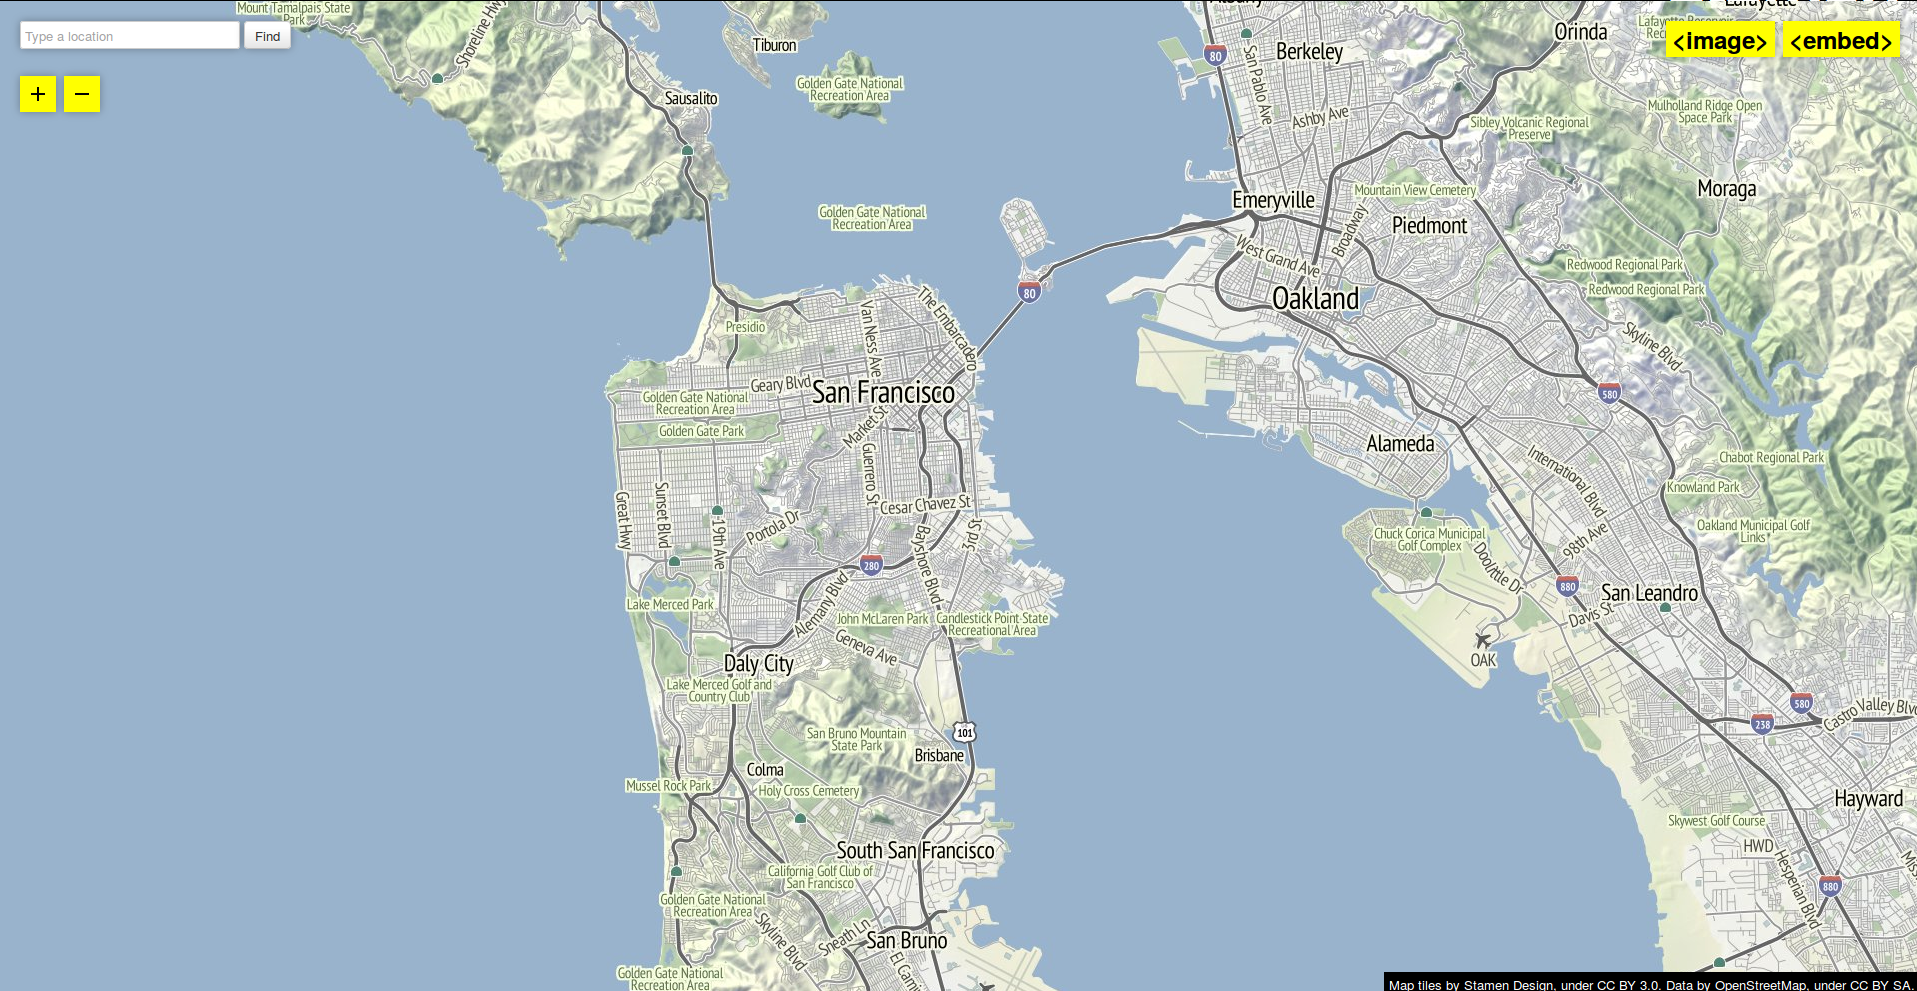 Mount Tamalpais State
Park
Shoreline Hwy
Type a location
Find
+
−
Tiburon
Sausalito
Golden Gate National
Recreation Area
Golden Gate National
Recreation Area
80
San Pablo Ave
Berkeley
Ashby Ave
Orinda
Lafayette
Lafayette Reservoir
<image>
<embed>
Mulholland Ridge Open
Space Park
Sibley Volcanic Regional
Preserve
Moraga
Mountain View Cemetery
Emeryville
Piedmont
Broadway
West Grand Ave
Oakland
Redwood Regional Park
Redwood Regional Park
Skyline Blvd
80
The Embarcadero
Van Ness Ave
Presidio
Geary Blvd
San Francisco
Golden Gate National
Recreation Area
Golden Gate Park
Market St
Guerrero St
Cesar Chavez St
Great Hwy
Sunset Blvd
19th Ave
Portola Dr
Bayshore Blvd
3rd St
280
Alemany Blvd
Lake Merced Park
John McLaren Park
Candlestick Point State
Recreational Area
Geneva Ave
Daly City
Lake Merced Golf and
Country Club
San Bruno Mountain
State Park
101
Brisbane
Colma
Mussel Rock Park
Holy Cross Cemetery
South San Francisco
California Golf Club of
San Francisco
Golden Gate National
Recreation Area
Skyline Blvd
Sneath Ln
San Bruno
El Cami
Golden Gate National
Recreation Area
580
Alameda
International Blvd
Chabot Regional Park
Knowland Park
Oakland Municipal Golf
Links
98th Ave
Chuck Corica Municipal
Golf Complex
Doolittle Dr
880
San Leandro
Davis St
OAK
580
238
Castro Valley Blvd
Hayward
Skywest Golf Course
HWD
Hesperian Blvd
880
Map tiles by Stamen Design, under CC BY 3.0. Data by OpenStreetMap, under CC BY SA.